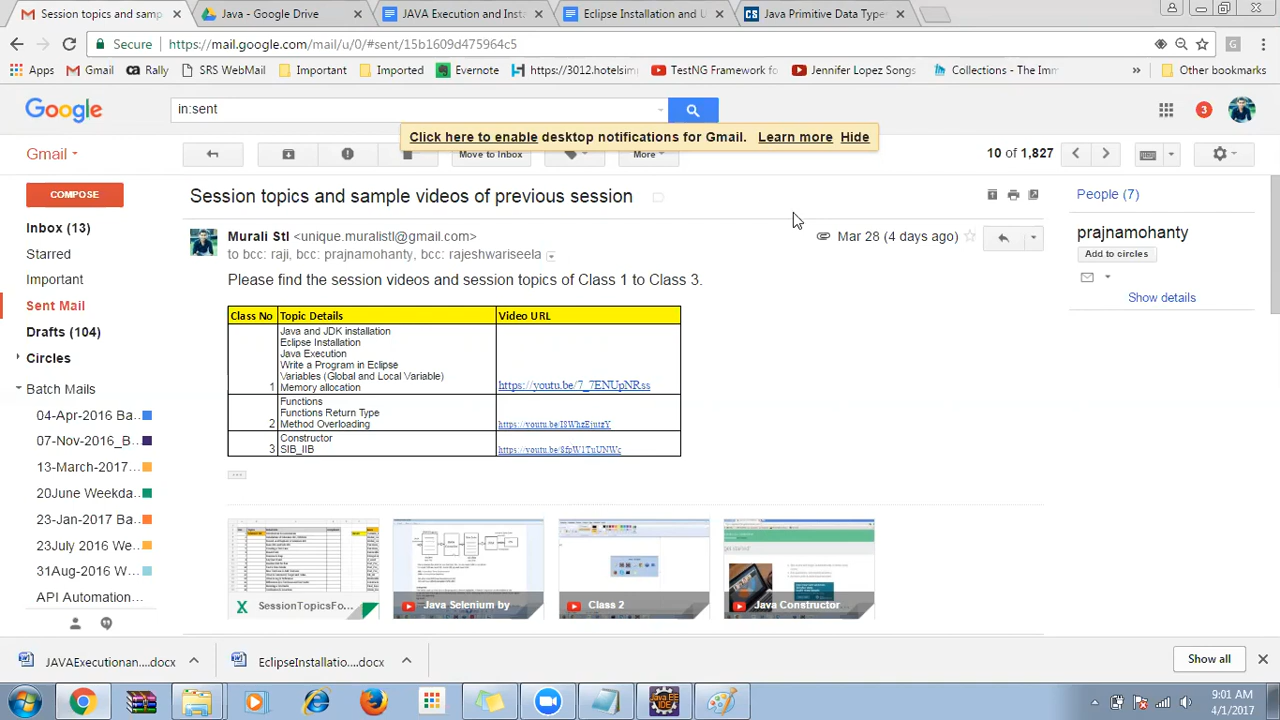 Session topics and samp
Java - Google Drive
JAVA Execution and Inst
Eclipse Installation and U
Java Primitive Data Type
Secure
https://mail.google.com/mail/u/0/#sent/15b1609d475964c5
Apps
Gmail
Rally
SRS WebMail
Important
Imported
Evernote
https://3012.hotelsim
TestNG Framework fo
Jennifer Lopez Songs
Collections - The Imm
Other bookmarks
Google
in:sent
3
Click here to enable desktop notifications for Gmail. Learn more Hide
Gmail
Move to Inbox
More
10 of 1,827
COMPOSE
Session topics and sample videos of previous session
People (7)
Inbox (13)
Starred
Important
Sent Mail
Drafts (104)
Circles
Batch Mails
04-Apr-2016 Ba...
07-Nov-2016_B...
13-March-2017...
20June Weekda...
23-Jan-2017 Ba...
23July 2016 We...
31Aug-2016 W...
API Automation...
Murali Stl <unique.muralistl@gmail.com>
Mar 28 (4 days ago)
to bcc: raji, bcc: prajnamohanty, bcc: rajeshwariseela
Please find the session videos and session topics of Class 1 to Class 3.
Class No Topic Details Video URL
Java and JDK installation
Eclipse Installation
Java Execution
Write a Program in Eclipse
Variables (Global and Local Variable)
1 Memory allocation https://youtu.be/7_7ENUpNRss
Functions
Functions Return Type
2 Method Overloading
Constructor
3 SIB_IIB https://youtu.be/8fpW1TuUNWc
prajnamohanty
Add to circles
Show details
SessionTopicsFo...
Java Selenium by
Class 2
Java Constructor
JAVAExecutionan....docx
EclipseInstallatio....docx
Show all
9:01 AM
4/1/2017